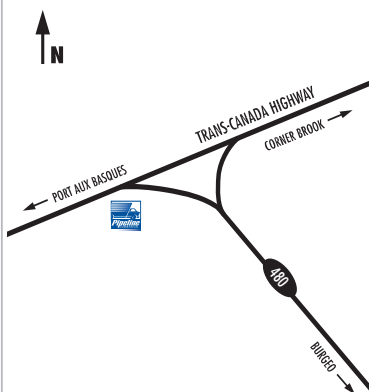 N
TRANS-CANADA HIGHWAY
CORNER BROOK
PORT AUX BASQUES
Pipeline
480
BURGEO